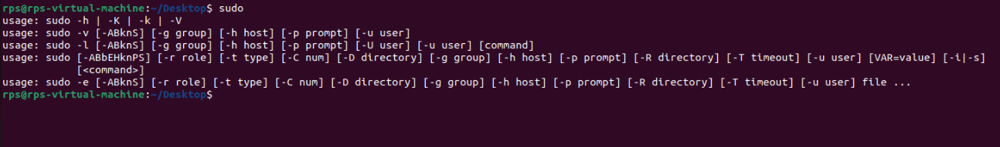 rps@rps-virtual-machine:~/Desktop$ sudo
usage: sudo -h | -K | -k | -V
usage: sudo -v [-ABknS] [-g group] [-h host] [-p prompt] [-u user]
usage: sudo -l [-ABknS] [-g group] [-h host] [-p prompt] [-U user] [-u user] [command]
usage: sudo [-ABbEHknPS] [-r role] [-t type] [-C num] [-D directory] [-g group] [-h host] [-p prompt] [-R directory] [-T timeout] [-u user] [VAR=value] [-i|-s]
            [<command>]
usage: sudo -e [-ABknS] [-r role] [-t type] [-C num] [-D directory] [-g group] [-h host] [-p prompt] [-R directory] [-T timeout] [-u user] file ...
rps@rps-virtual-machine:~/Desktop$